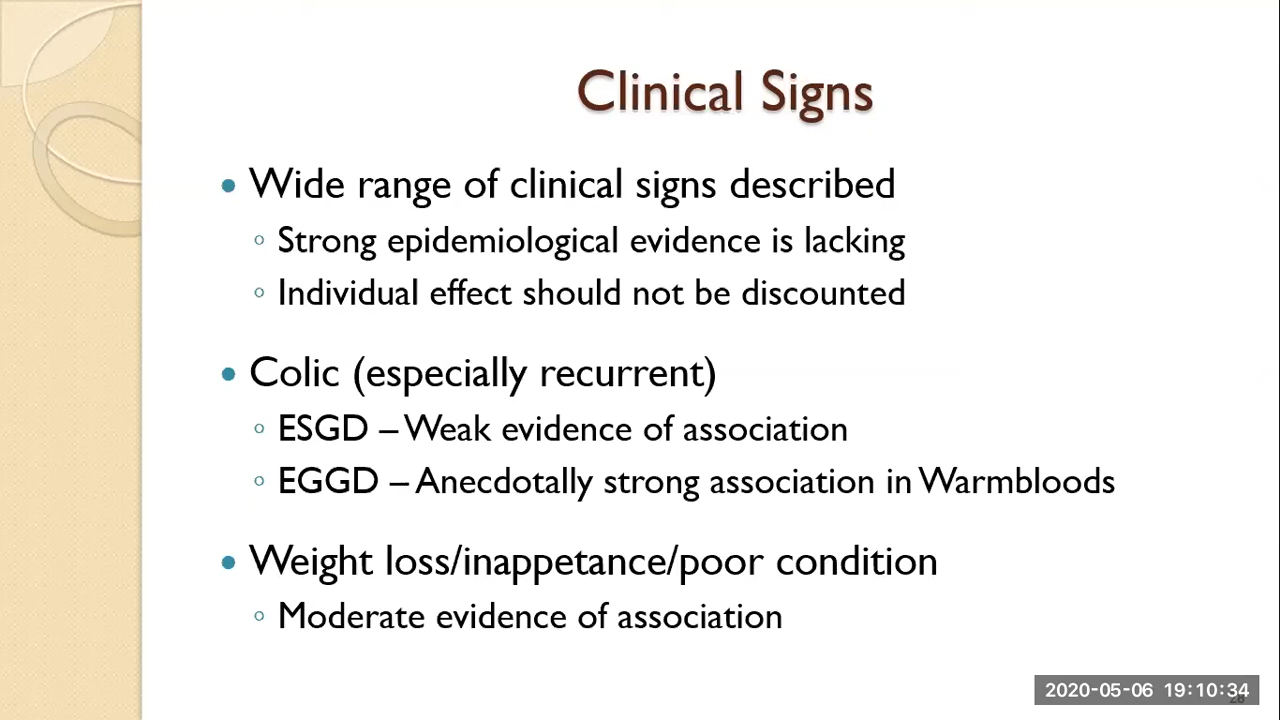 Clinical Signs
Wide range of clinical signs described
Strong epidemiological evidence is lacking
Individual effect should not be discounted
Colic (especially recurrent)
ESGD – Weak evidence of association
EGGD – Anecdotally strong association in Warmbloods
Weight loss/inappetance/poor condition
Moderate evidence of association
2020-05-06 19:10:34